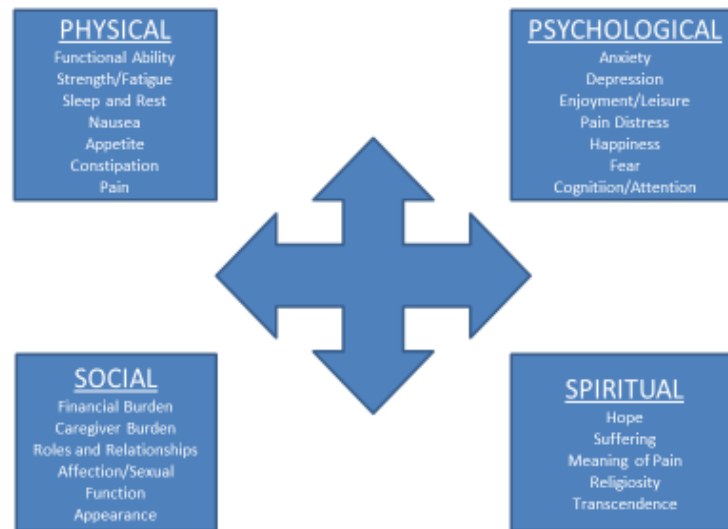 PHYSICAL
Functional Ability
Strength/Fatigue
Sleep and Rest
Nausea
Appetite
Constipation
Pain
PSYCHOLOGICAL
Anxiety
Depression
Enjoyment/Leisure
Pain Distress
Happiness
Fear
Cognitiion/Attention
SOCIAL
Financial Burden
Caregiver Burden
Roles and Relationships
Affection/Sexual
Function
Appearance
SPIRITUAL
Hope
Suffering
Meaning of Pain
Religiosity
Transcendence